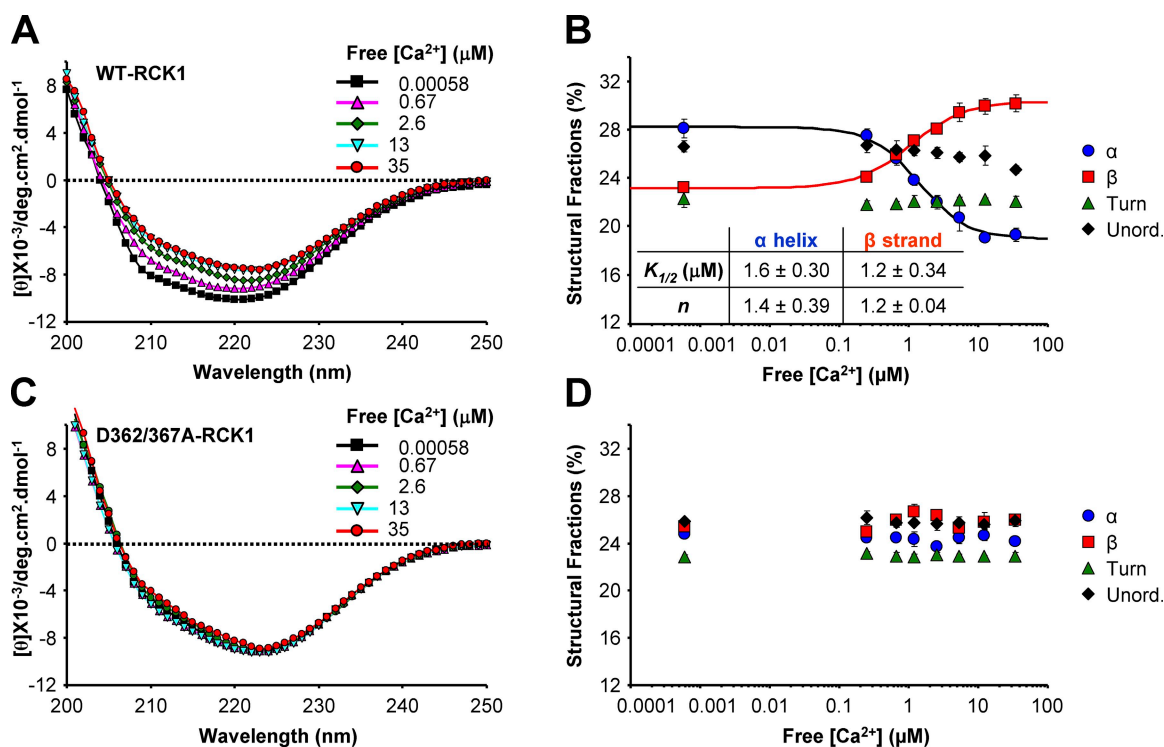 A
WT-RCK1
Free [Ca²⁺] (μM)
0.00058
0.67
2.6
13
35
[θ]X10⁻³/deg.cm².dmol⁻¹
8
4
0
-4
-8
-12
200 210 220 230 240 250
Wavelength (nm)
B
Structural Fractions (%)
32
28
24
20
16
12
α
β
Turn
Unord.
α helix β strand
K1/2 (μM) 1.6 ± 0.30 1.2 ± 0.34
n 1.4 ± 0.39 1.2 ± 0.04
0.0001 0.001 0.01 0.1 1 10 100
Free [Ca²⁺] (μM)
C
D362/367A-RCK1
Free [Ca²⁺] (μM)
0.00058
0.67
2.6
13
35
[θ]X10⁻³/deg.cm².dmol⁻¹
8
4
0
-4
-8
-12
200 210 220 230 240 250
Wavelength (nm)
D
Structural Fractions (%)
32
28
24
20
16
12
α
β
Turn
Unord.
0.0001 0.001 0.01 0.1 1 10 100
Free [Ca²⁺] (μM)